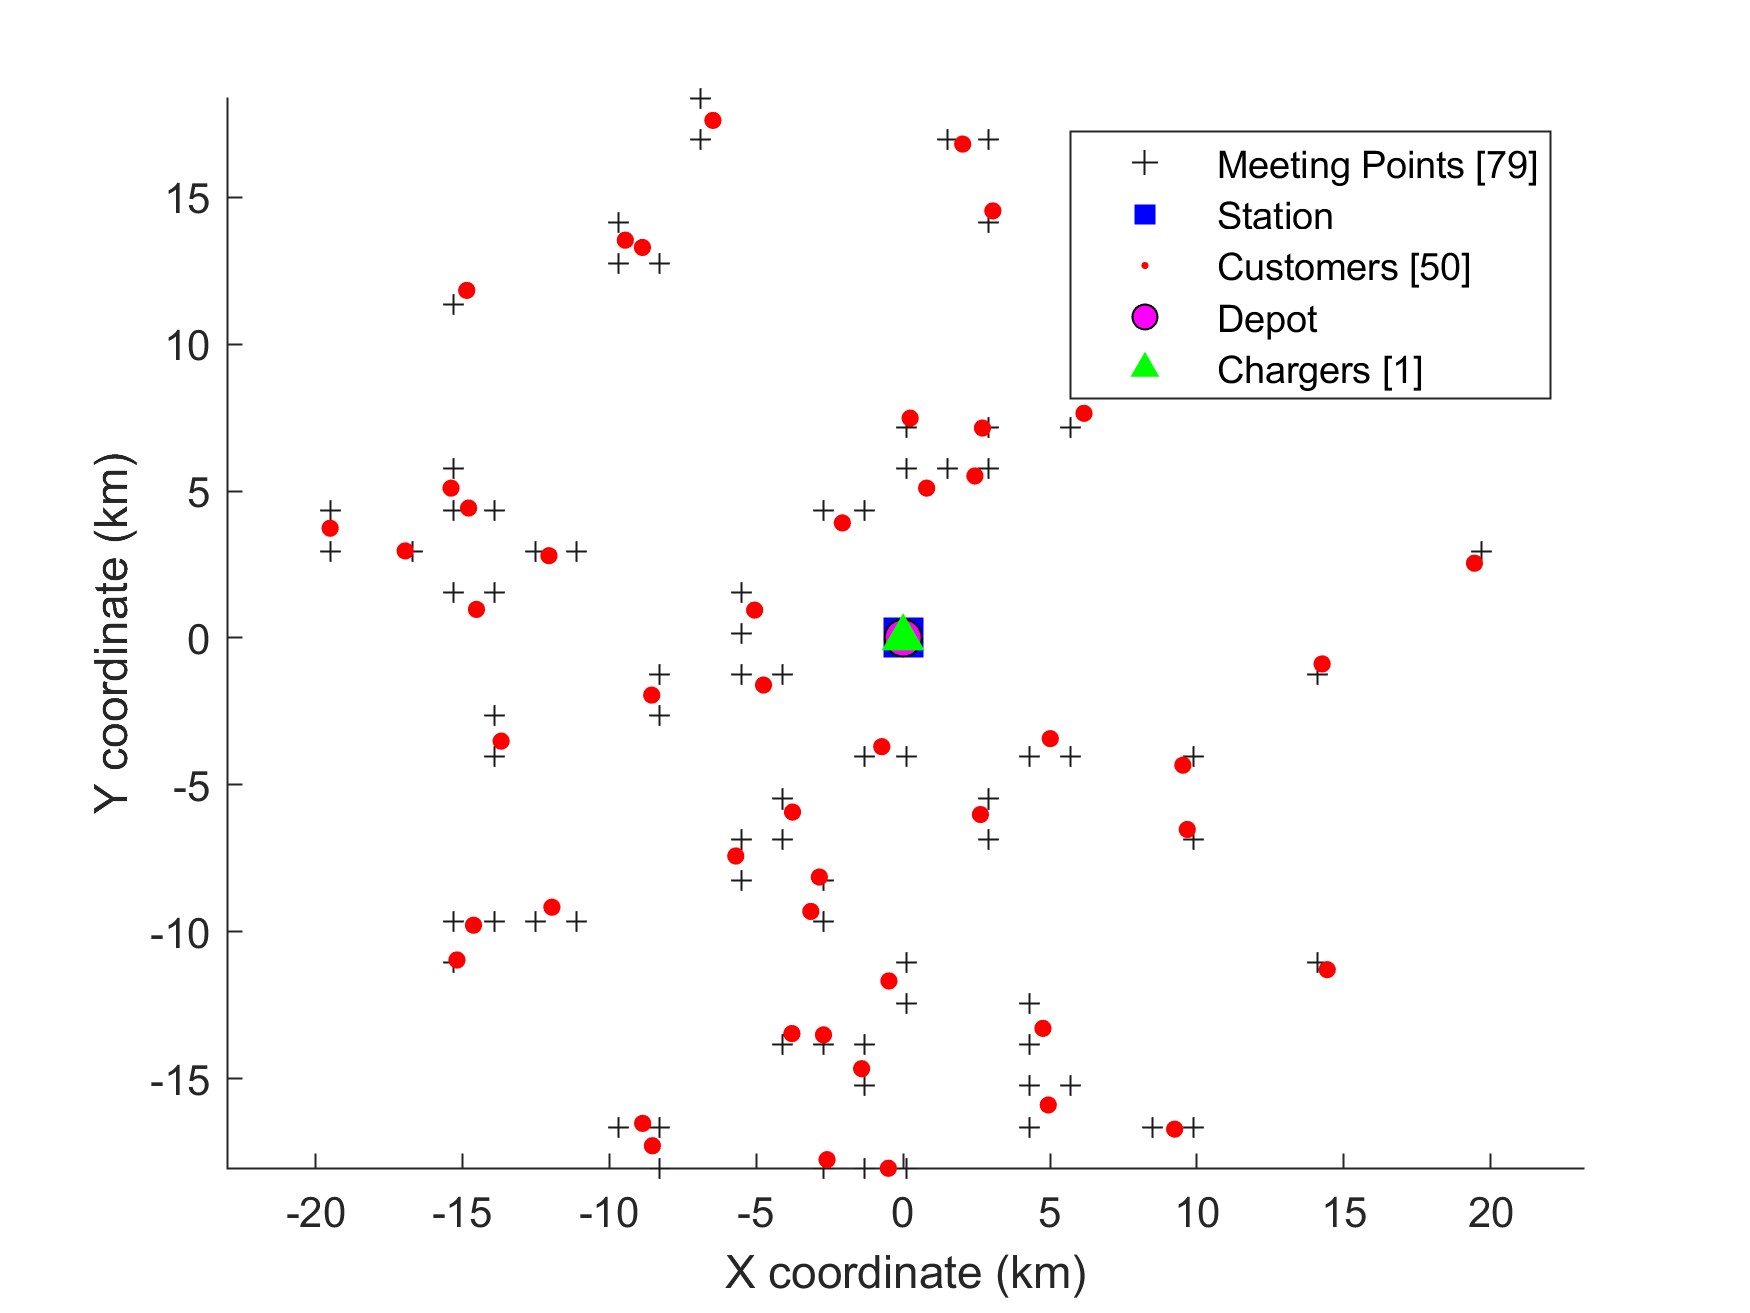 Meeting Points [79]
Station
Customers [50]
Depot
Chargers [1]
15
10
5
0
-5
-10
-15
Y coordinate (km)
-20 -15 -10 -5 0 5 10 15 20
X coordinate (km)